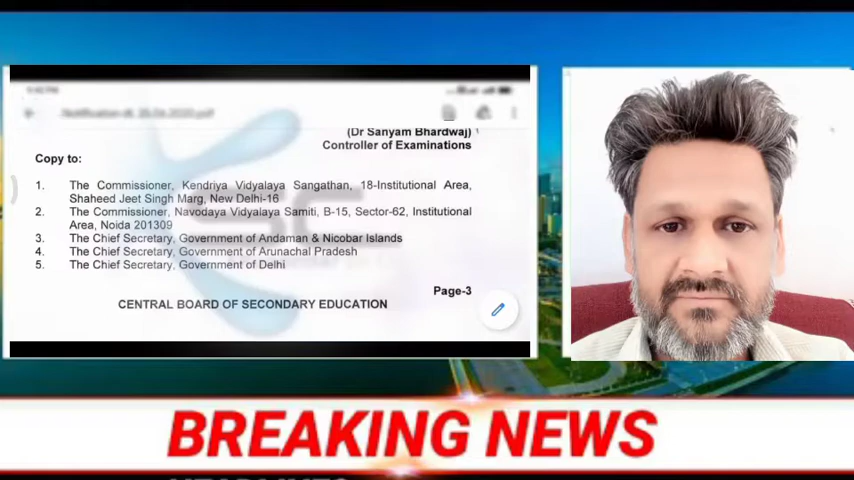 (Dr Sanyam Bhardwaj)
Controller of Examinations
Copy to:
1. The Commissioner, Kendriya Vidyalaya Sangathan, 18-Institutional Area,
Shaheed Jeet Singh Marg, New Delhi-16
2. The Commissioner, Navodaya Vidyalaya Samiti, B-15, Sector-62, Institutional
Area, Noida 201309
3. The Chief Secretary, Government of Andaman & Nicobar Islands
4. The Chief Secretary, Government of Arunachal Pradesh
5. The Chief Secretary, Government of Delhi
Page-3
CENTRAL BOARD OF SECONDARY EDUCATION
BREAKING NEWS